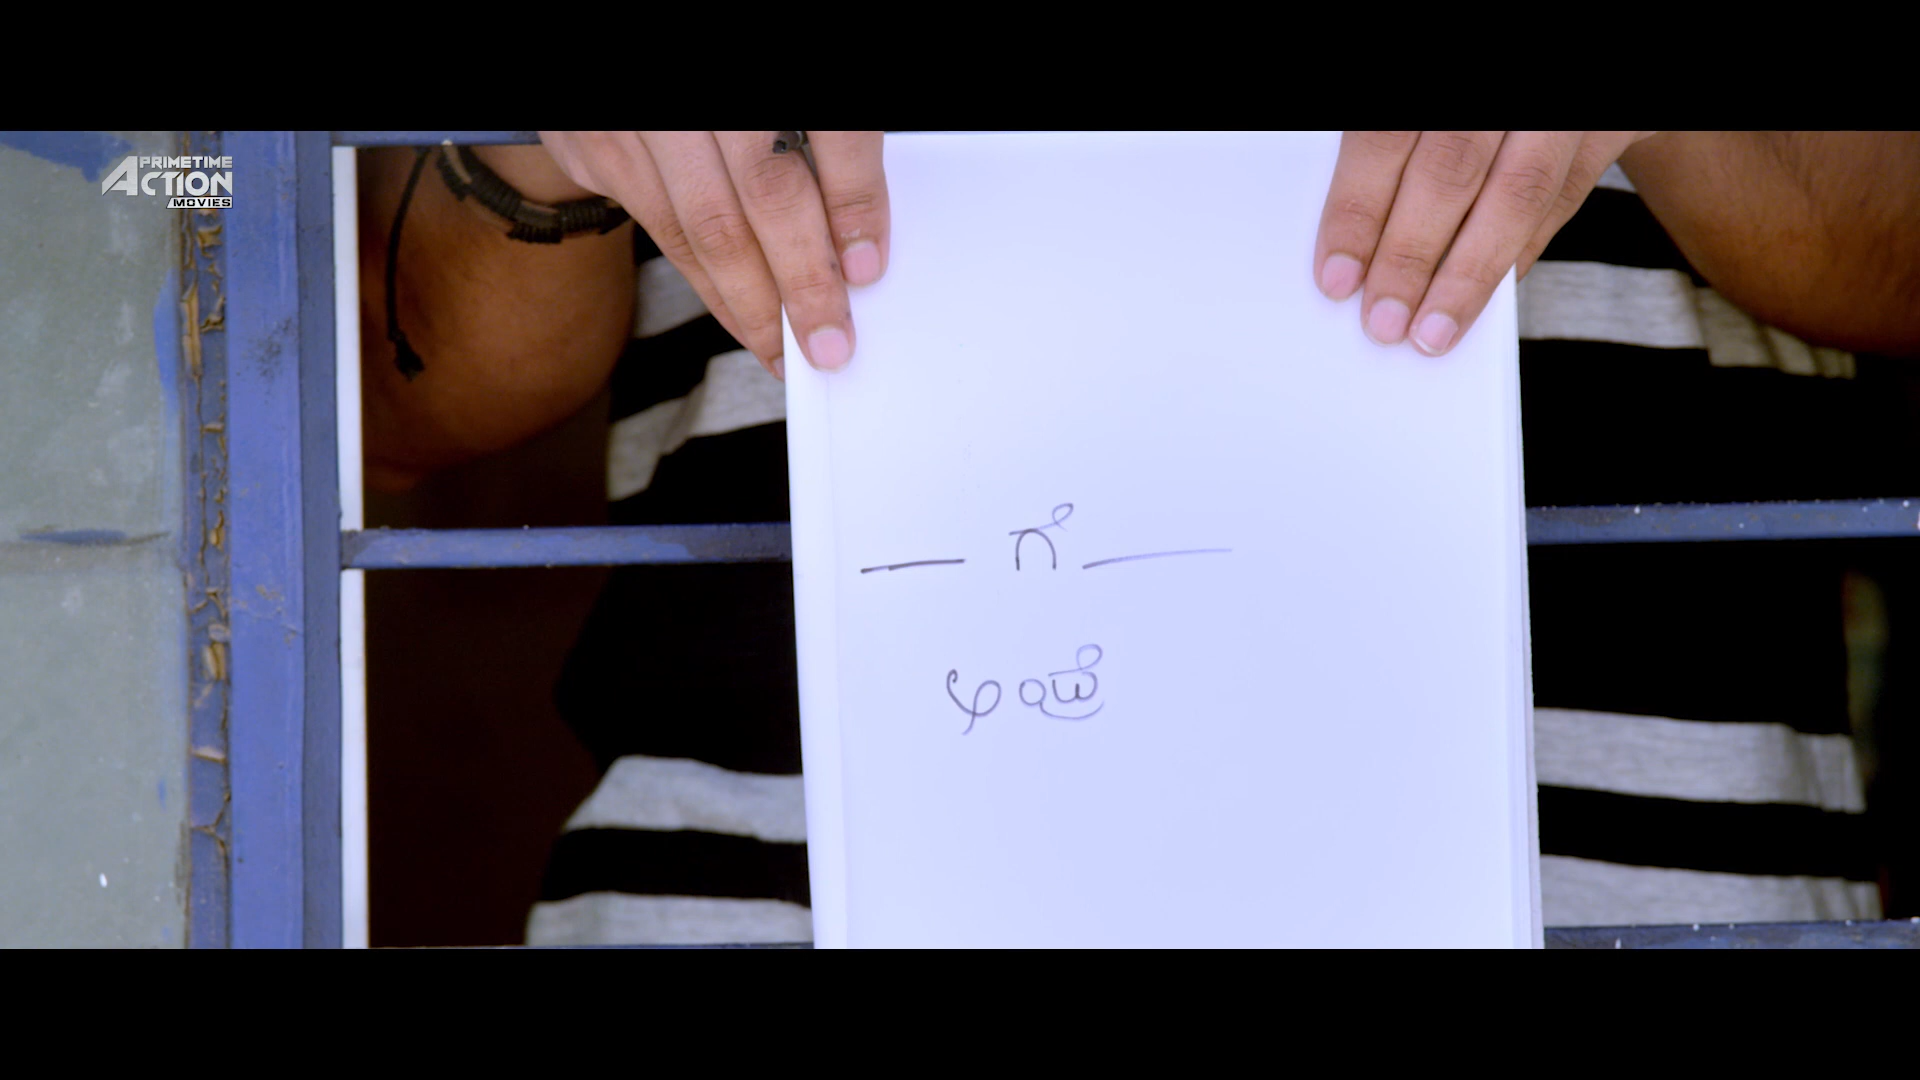 PRIMETIME
ACTION
MOVIES
— ಗೆ —